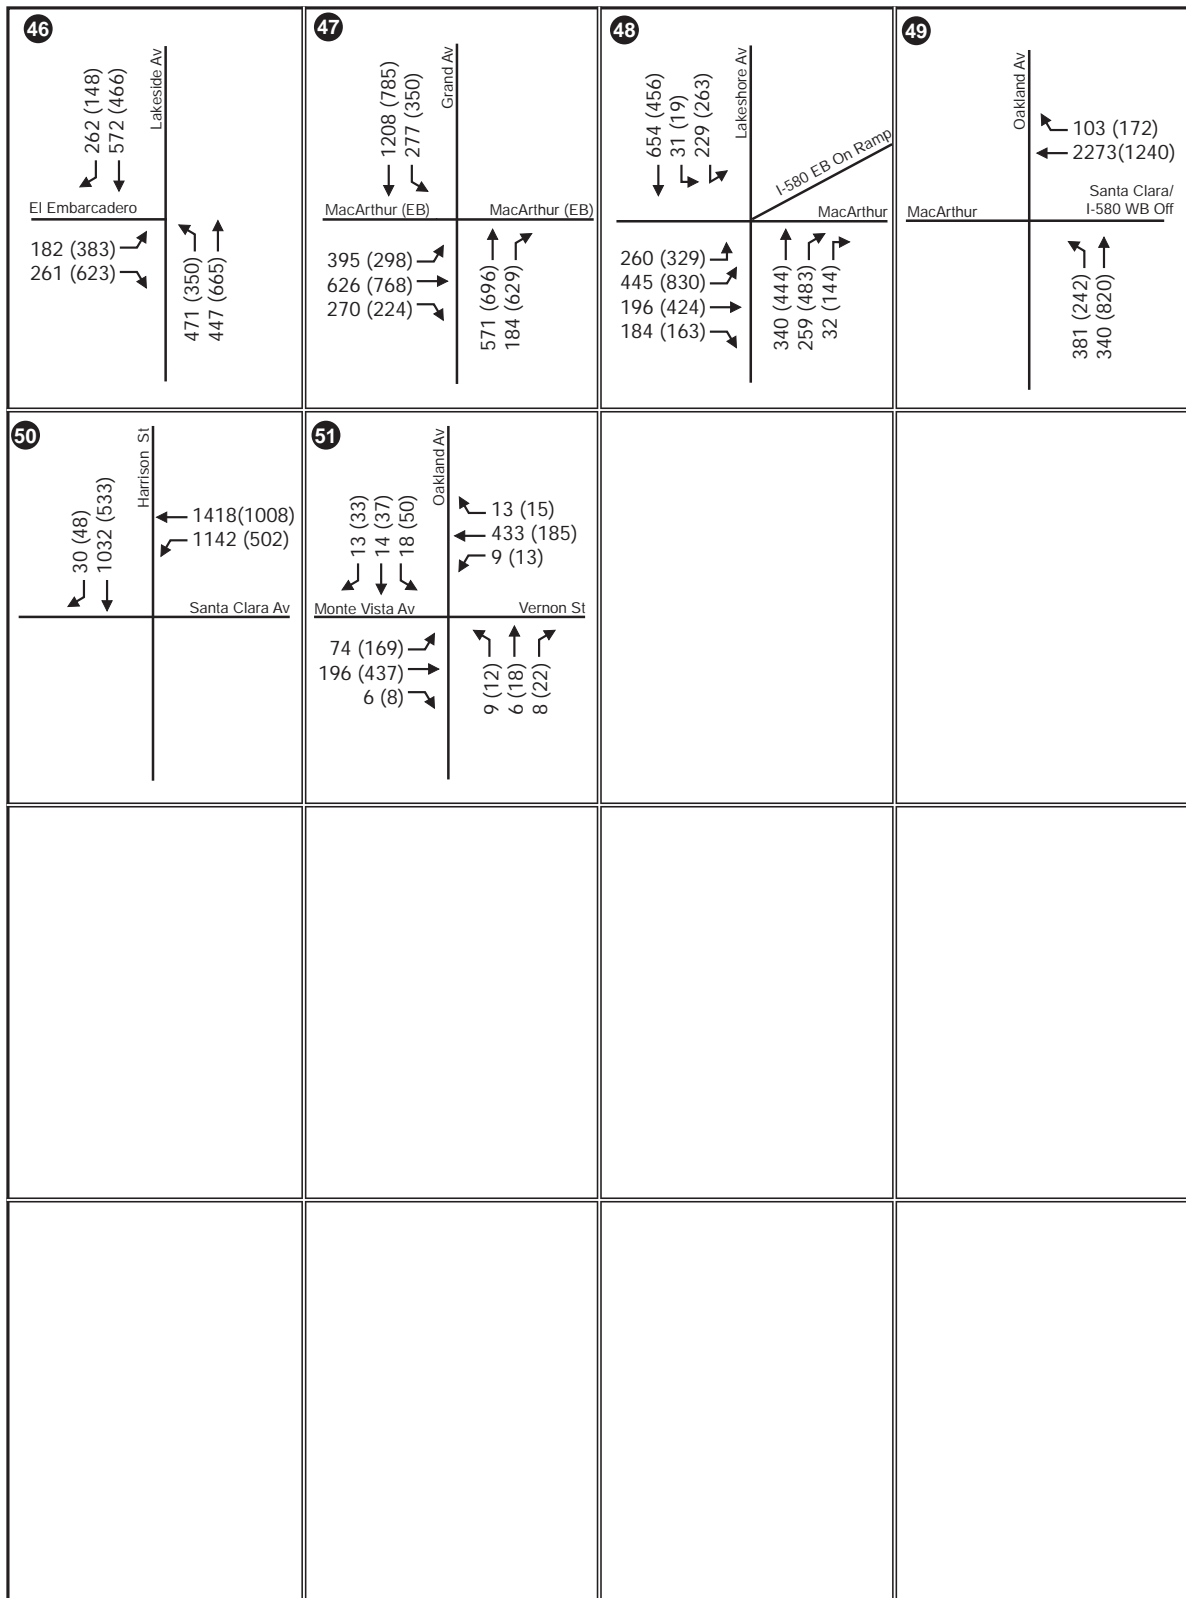 46
Lakeside Av
262 (148)
572 (466)
El Embarcadero
182 (383)
261 (623)
471 (350)
447 (665)
47
Grand Av
1208 (785)
277 (350)
MacArthur (EB)
MacArthur (EB)
395 (298)
626 (768)
270 (224)
571 (696)
184 (629)
48
Lakeshore Av
654 (456)
31 (19)
229 (263)
I-580 EB On Ramp
MacArthur
260 (329)
445 (830)
196 (424)
184 (163)
340 (444)
259 (483)
32 (144)
49
Oakland Av
103 (172)
2273(1240)
Santa Clara/
I-580 WB Off
MacArthur
381 (242)
340 (820)
50
Harrison St
30 (48)
1032 (533)
1418(1008)
1142 (502)
Santa Clara Av
51
Oakland Av
13 (33)
14 (37)
18 (50)
13 (15)
433 (185)
9 (13)
Monte Vista Av
Vernon St
74 (169)
196 (437)
6 (8)
9 (12)
6 (18)
8 (22)